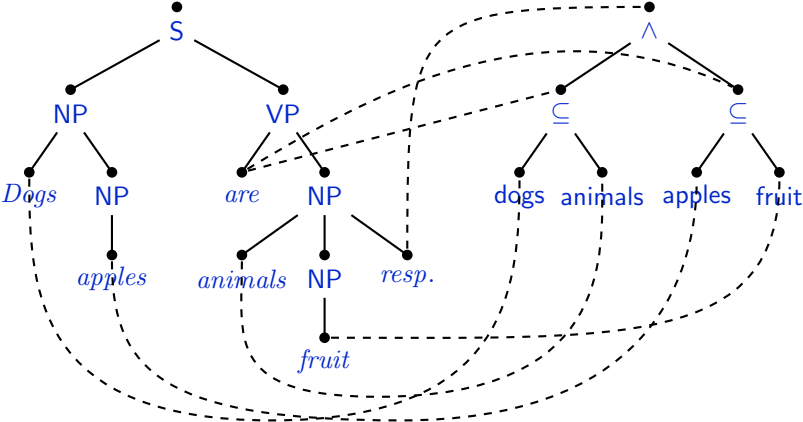 S ∧
NP VP ⊆ ⊆
Dogs NP are NP dogs animals apples fruit
apples animals NP resp.
fruit